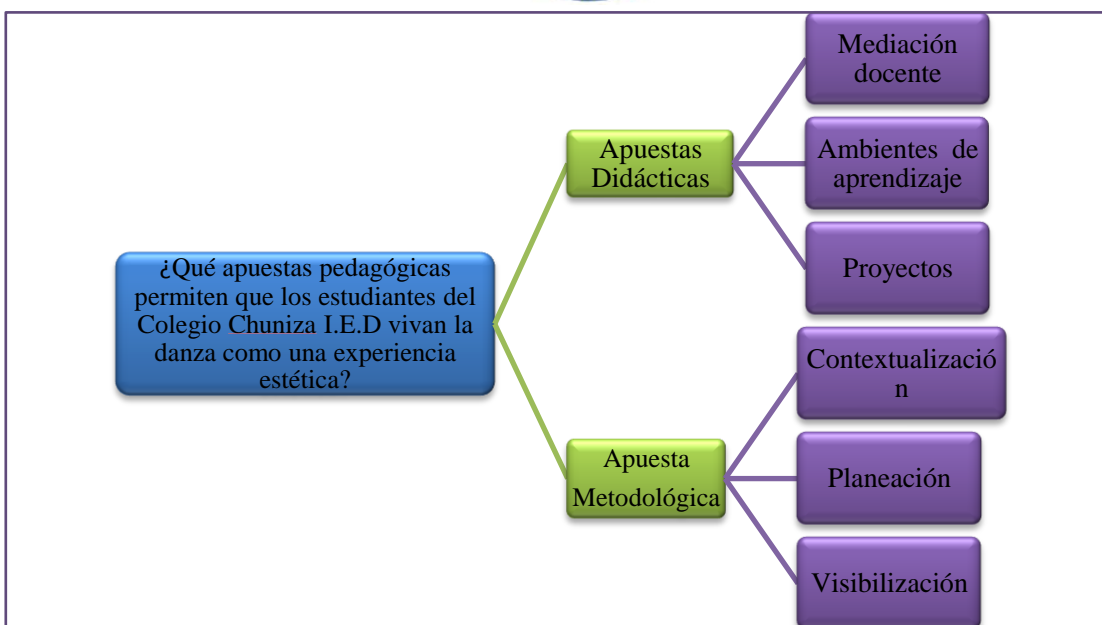 ¿Qué apuestas pedagógicas
permiten que los estudiantes del
Colegio Chuniza I.E.D vivan la
danza como una experiencia
estética?
Apuestas
Didácticas
Mediación
docente
Ambientes de
aprendizaje
Proyectos
Apuesta
Metodológica
Contextualizació
n
Planeación
Visibilización